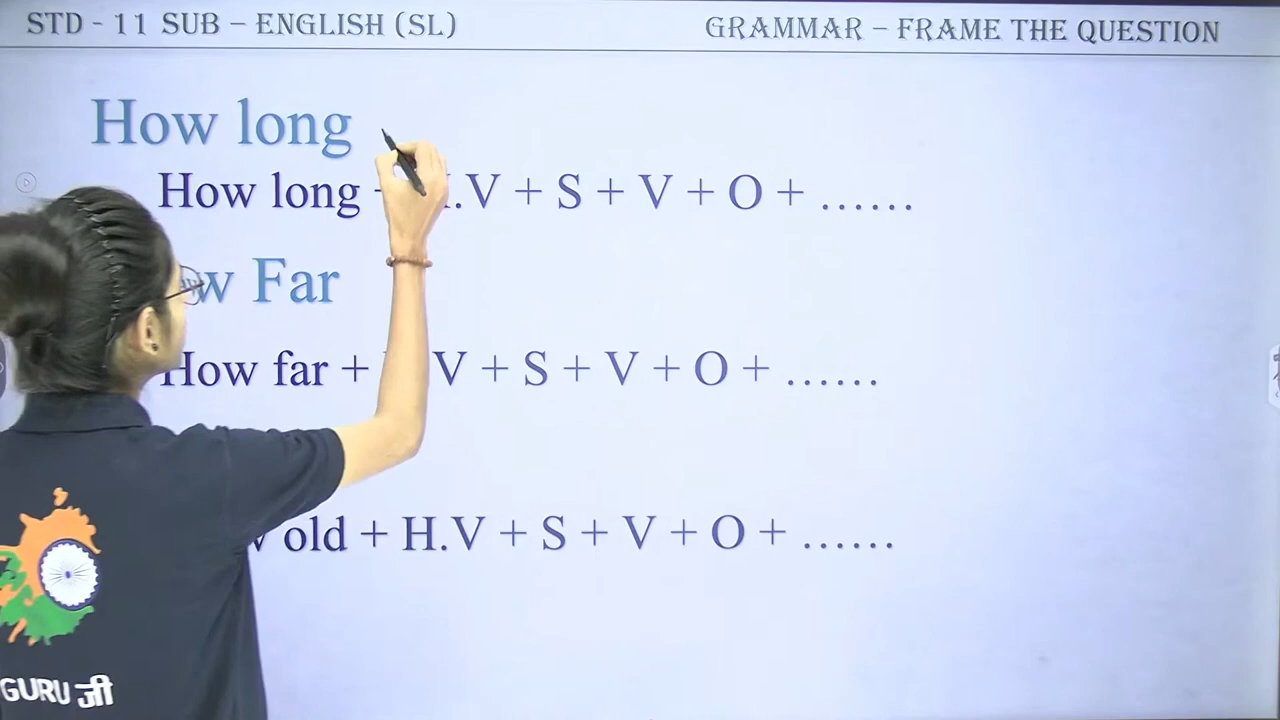 STD - 11 SUB – ENGLISH (SL)
GRAMMAR – FRAME THE QUESTION
How long
How long + .V + S + V + O + ......
w Far
How far + V + S + V + O + ......
old + H.V + S + V + O + ......
GURU जी